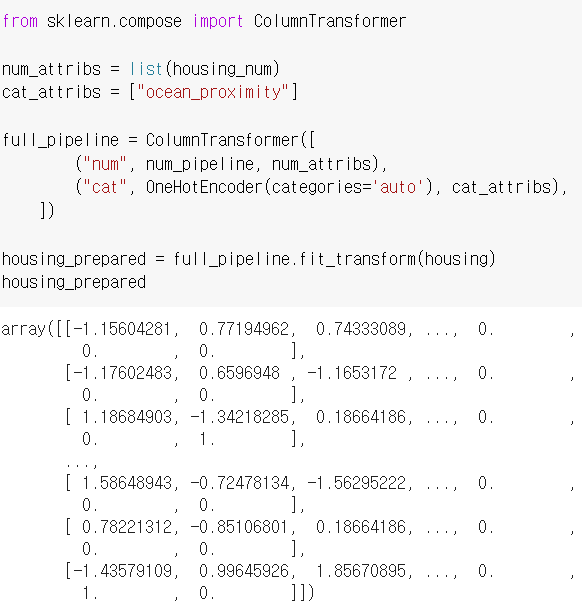 from sklearn.compose import ColumnTransformer
num_attribs = list(housing_num)
cat_attribs = ["ocean_proximity"]
full_pipeline = ColumnTransformer([
        ("num", num_pipeline, num_attribs),
        ("cat", OneHotEncoder(categories='auto'), cat_attribs),
    ])
housing_prepared = full_pipeline.fit_transform(housing)
housing_prepared
array([[-1.15604281,  0.77194962,  0.74333089, ...,  0.        ,
         0.        ,  0.        ],
       [-1.17602483,  0.6596948 , -1.1653172 , ...,  0.        ,
         0.        ,  0.        ],
       [ 1.18684903, -1.34218285,  0.18664186, ...,  0.        ,
         0.        ,  1.        ],
       ...,
       [ 1.58648943, -0.72478134, -1.56295222, ...,  0.        ,
         0.        ,  0.        ],
       [ 0.78221312, -0.85106801,  0.18664186, ...,  0.        ,
         0.        ,  0.        ],
       [-1.43579109,  0.99645926,  1.85670895, ...,  0.        ,
         1.        ,  0.        ]])